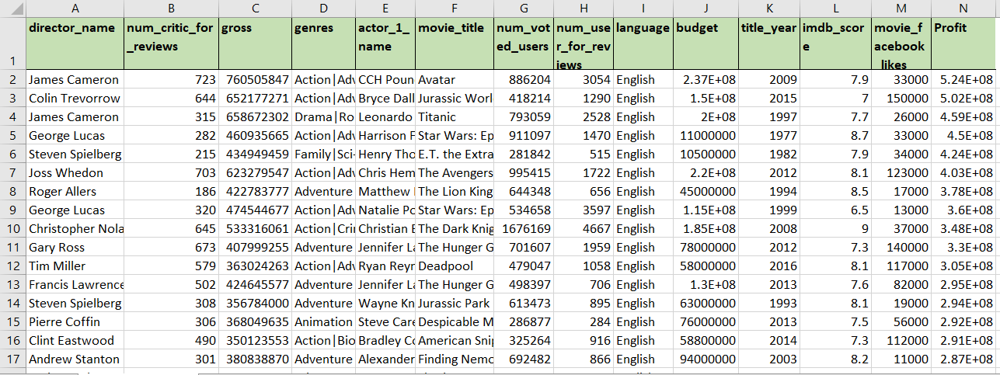 A B C D E F G H I J K L M N
1 director_name num_critic_for_reviews gross genres actor_1_name movie_title num_voted_users num_user_for_reviews language budget title_year imdb_score movie_facebook_likes Profit
2 James Cameron 723 760505847 Action|Adv CCH Poun Avatar 886204 3054 English 2.37E+08 2009 7.9 33000 5.24E+08
3 Colin Trevorrow 644 652177271 Action|Adv Bryce Dall Jurassic Worl 418214 1290 English 1.5E+08 2015 7 150000 5.02E+08
4 James Cameron 315 658672302 Drama|Ro Leonardo Titanic 793059 2528 English 2E+08 1997 7.7 26000 4.59E+08
5 George Lucas 282 460935665 Action|Adv Harrison F Star Wars: Ep 911097 1470 English 11000000 1977 8.7 33000 4.5E+08
6 Steven Spielberg 215 434949459 Family|Sci- Henry Tho E.T. the Extra 281842 515 English 10500000 1982 7.9 34000 4.24E+08
7 Joss Whedon 703 623279547 Action|Adv Chris Hem The Avengers 995415 1722 English 2.2E+08 2012 8.1 123000 4.03E+08
8 Roger Allers 186 422783777 Adventure Matthew The Lion King 644348 656 English 45000000 1994 8.5 17000 3.78E+08
9 George Lucas 320 474544677 Action|Adv Natalie Po Star Wars: Ep 534658 3597 English 1.15E+08 1999 6.5 13000 3.6E+08
10 Christopher Nola 645 533316061 Action|Crin Christian B The Dark Knig 1676169 4667 English 1.85E+08 2008 9 37000 3.48E+08
11 Gary Ross 673 407999255 Adventure Jennifer La The Hunger G 701607 1959 English 78000000 2012 7.3 140000 3.3E+08
12 Tim Miller 579 363024263 Action|Adv Ryan Reyn Deadpool 479047 1058 English 58000000 2016 8.1 117000 3.05E+08
13 Francis Lawrence 502 424645577 Adventure Jennifer La The Hunger G 498397 706 English 1.3E+08 2013 7.6 82000 2.95E+08
14 Steven Spielberg 308 356784000 Adventure Wayne Kn Jurassic Park 613473 895 English 63000000 1993 8.1 19000 2.94E+08
15 Pierre Coffin 306 368049635 Animation Steve Care Despicable M 286877 284 English 76000000 2013 7.5 56000 2.92E+08
16 Clint Eastwood 490 350123553 Action|Bio Bradley Co American Snip 325264 916 English 58800000 2014 7.3 112000 2.91E+08
17 Andrew Stanton 301 380838870 Adventure Alexander Finding Nemo 692482 866 English 94000000 2003 8.2 11000 2.87E+08